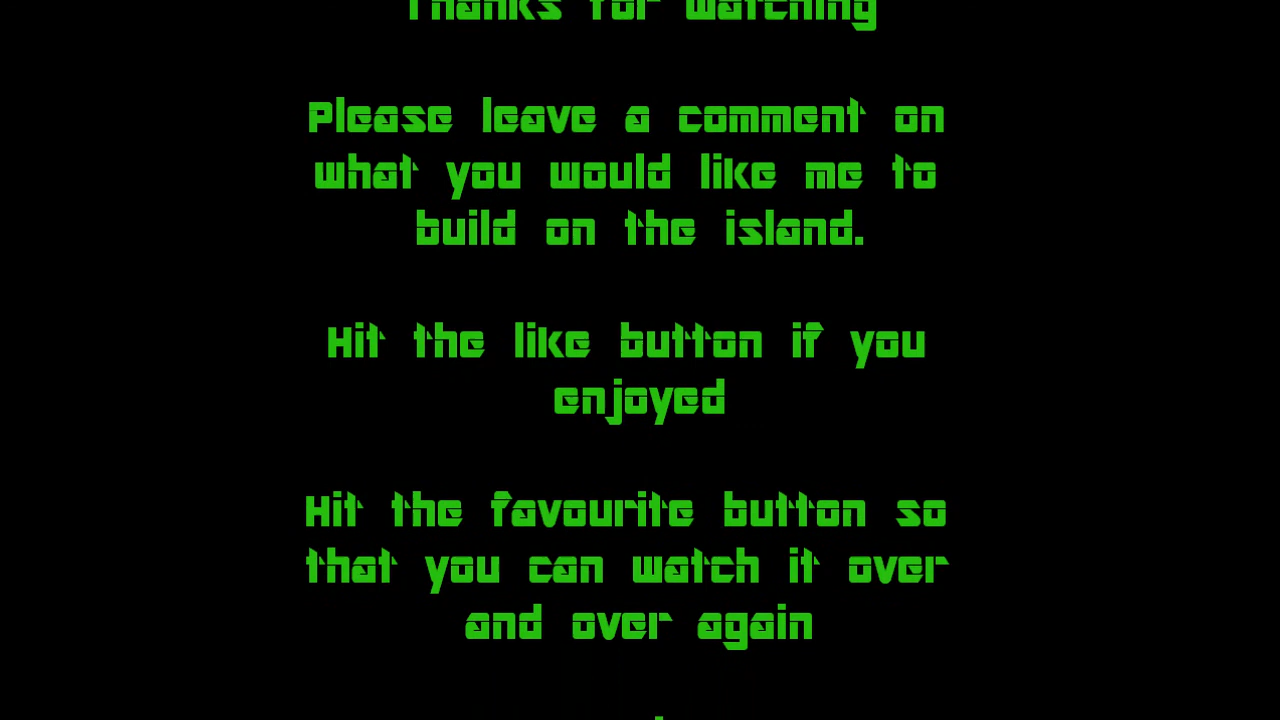 Thanks for watching
Please leave a comment on
what you would like me to
build on the island.
Hit the like button if you
enjoyed
Hit the favourite button so
that you can watch it over
and over again